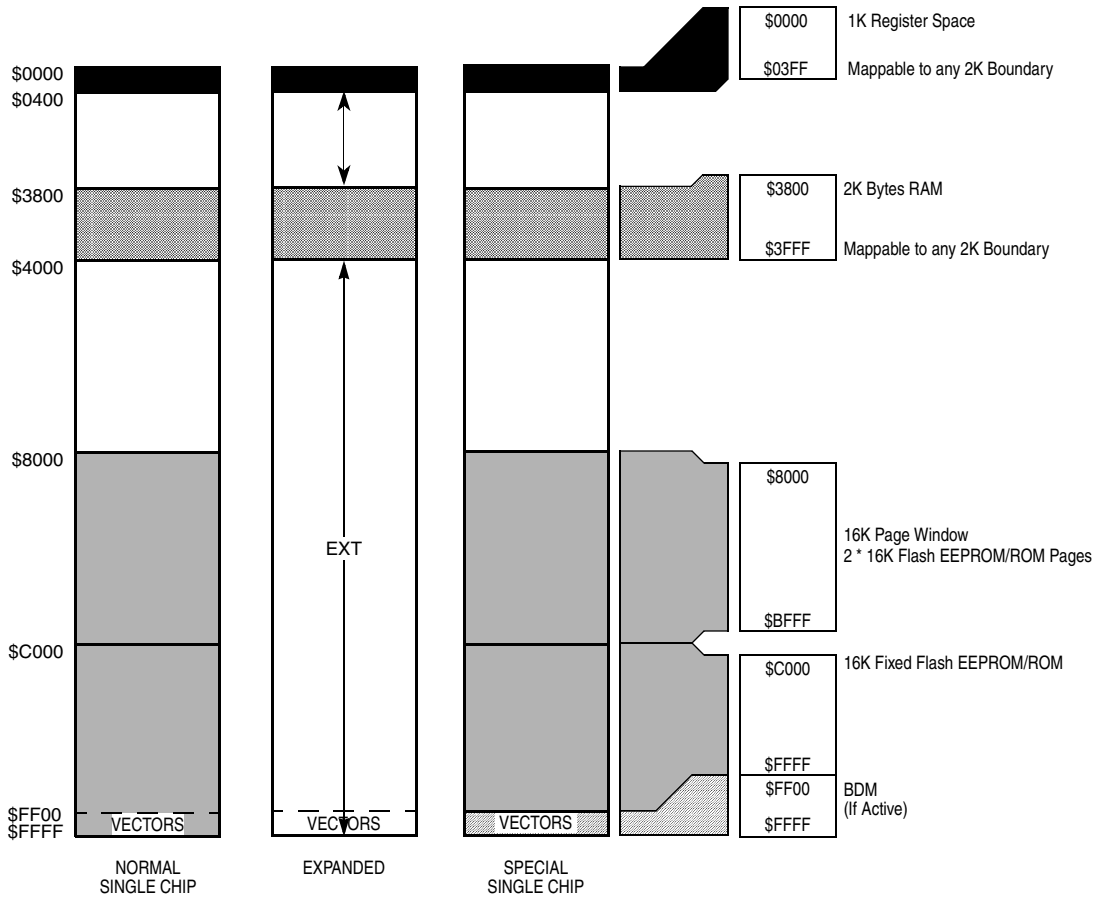 $0000
$0400
$3800
$4000
$8000
$C000
$FF00
$FFFF
EXT
VECTORS
VECTORS
VECTORS
NORMAL
SINGLE CHIP
EXPANDED
SPECIAL
SINGLE CHIP
$0000
1K Register Space
$03FF
Mappable to any 2K Boundary
$3800
2K Bytes RAM
$3FFF
Mappable to any 2K Boundary
$8000
16K Page Window
2 * 16K Flash EEPROM/ROM Pages
$BFFF
$C000
16K Fixed Flash EEPROM/ROM
$FFFF
$FF00
BDM
(If Active)
$FFFF